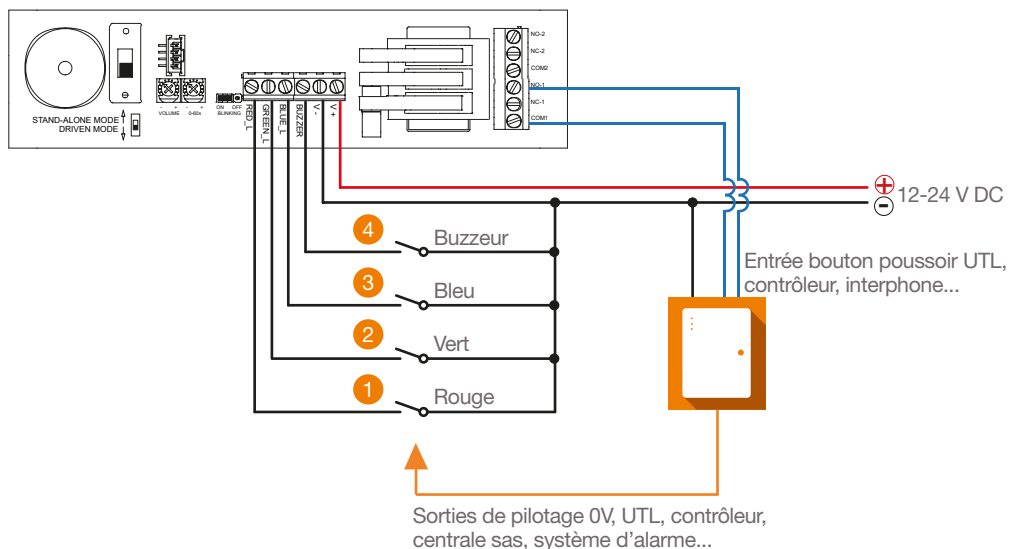 NO-2
NC-2
COM2
NO-1
NC-1
COM1
- + - +
VOLUME 0-60s
ON OFF
BLINKING
STAND-ALONE MODE
DRIVEN MODE
RED_L
GREEN_L
BLUE_L
BUZZER
V -
V +
+ 12-24 V DC
-
4 Buzzeur
3 Bleu
2 Vert
1 Rouge
Entrée bouton poussoir UTL,
contrôleur, interphone...
Sorties de pilotage 0V, UTL, contrôleur,
centrale sas, système d’alarme...